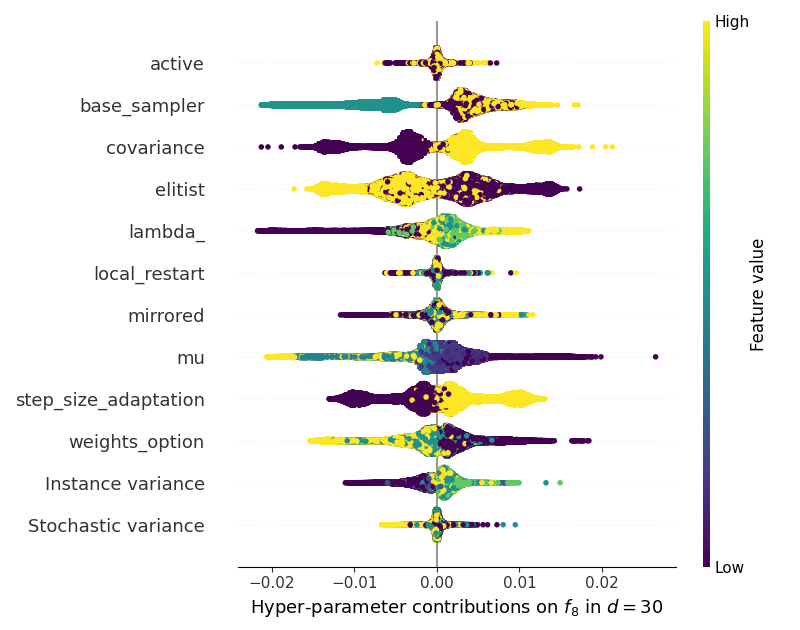 High
active
base_sampler
covariance
elitist
lambda_
local_restart
mirrored
mu
step_size_adaptation
weights_option
Instance variance
Stochastic variance
Feature value
Low
−0.02 −0.01 0.00 0.01 0.02
Hyper-parameter contributions on f₈ in d = 30